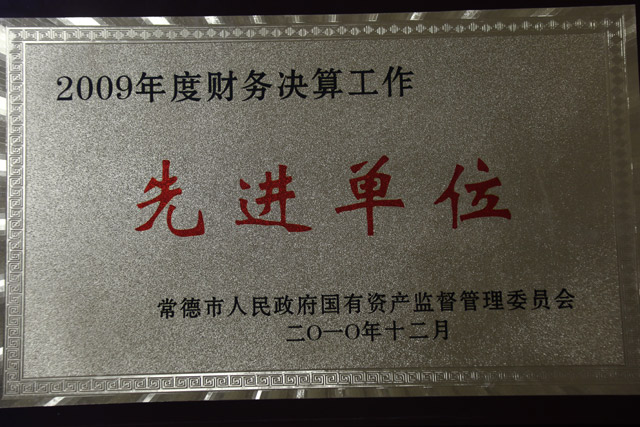 2009年度财务决算工作
先进单位
常德市人民政府国有资产监督管理委员会
二〇一〇年十二月